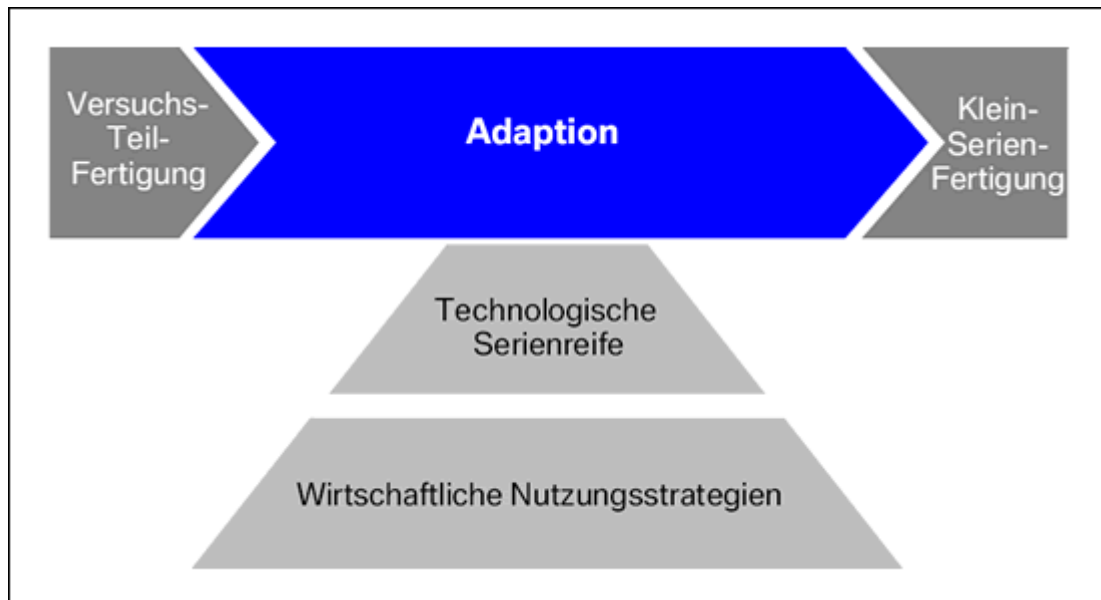 Versuchs-
Teil-
Fertigung
Adaption
Klein-
Serien-
Fertigung
Technologische
Serienreife
Wirtschaftliche Nutzungsstrategien